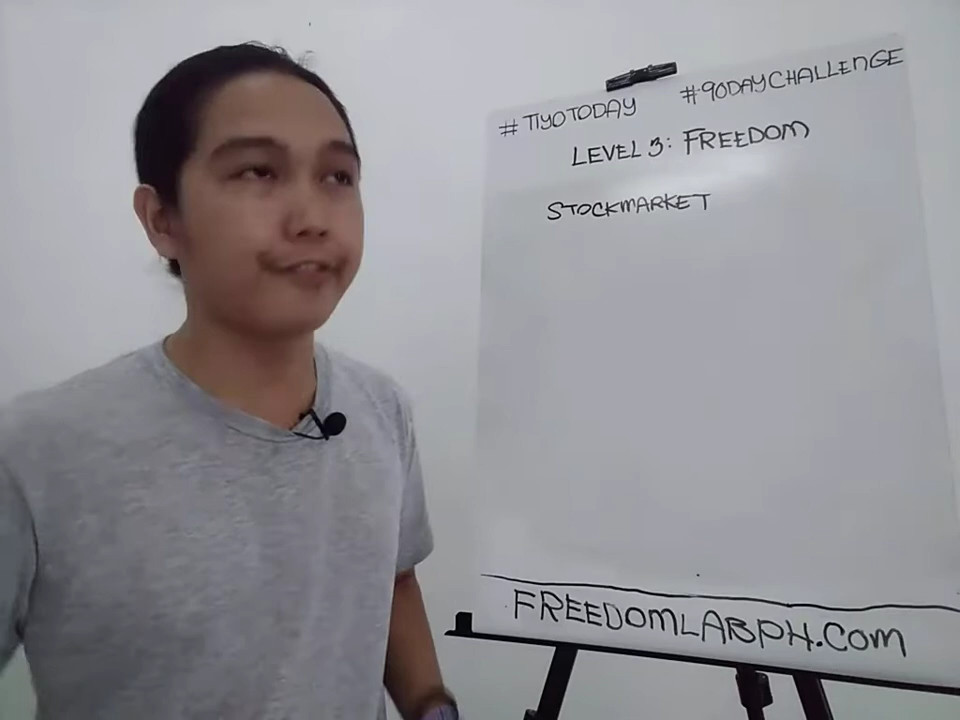 #TIYOTODAY #90DAYCHALLENGE
LEVEL 3: FREEDOM
STOCKMARKET
FREEDOMLABPH.COM